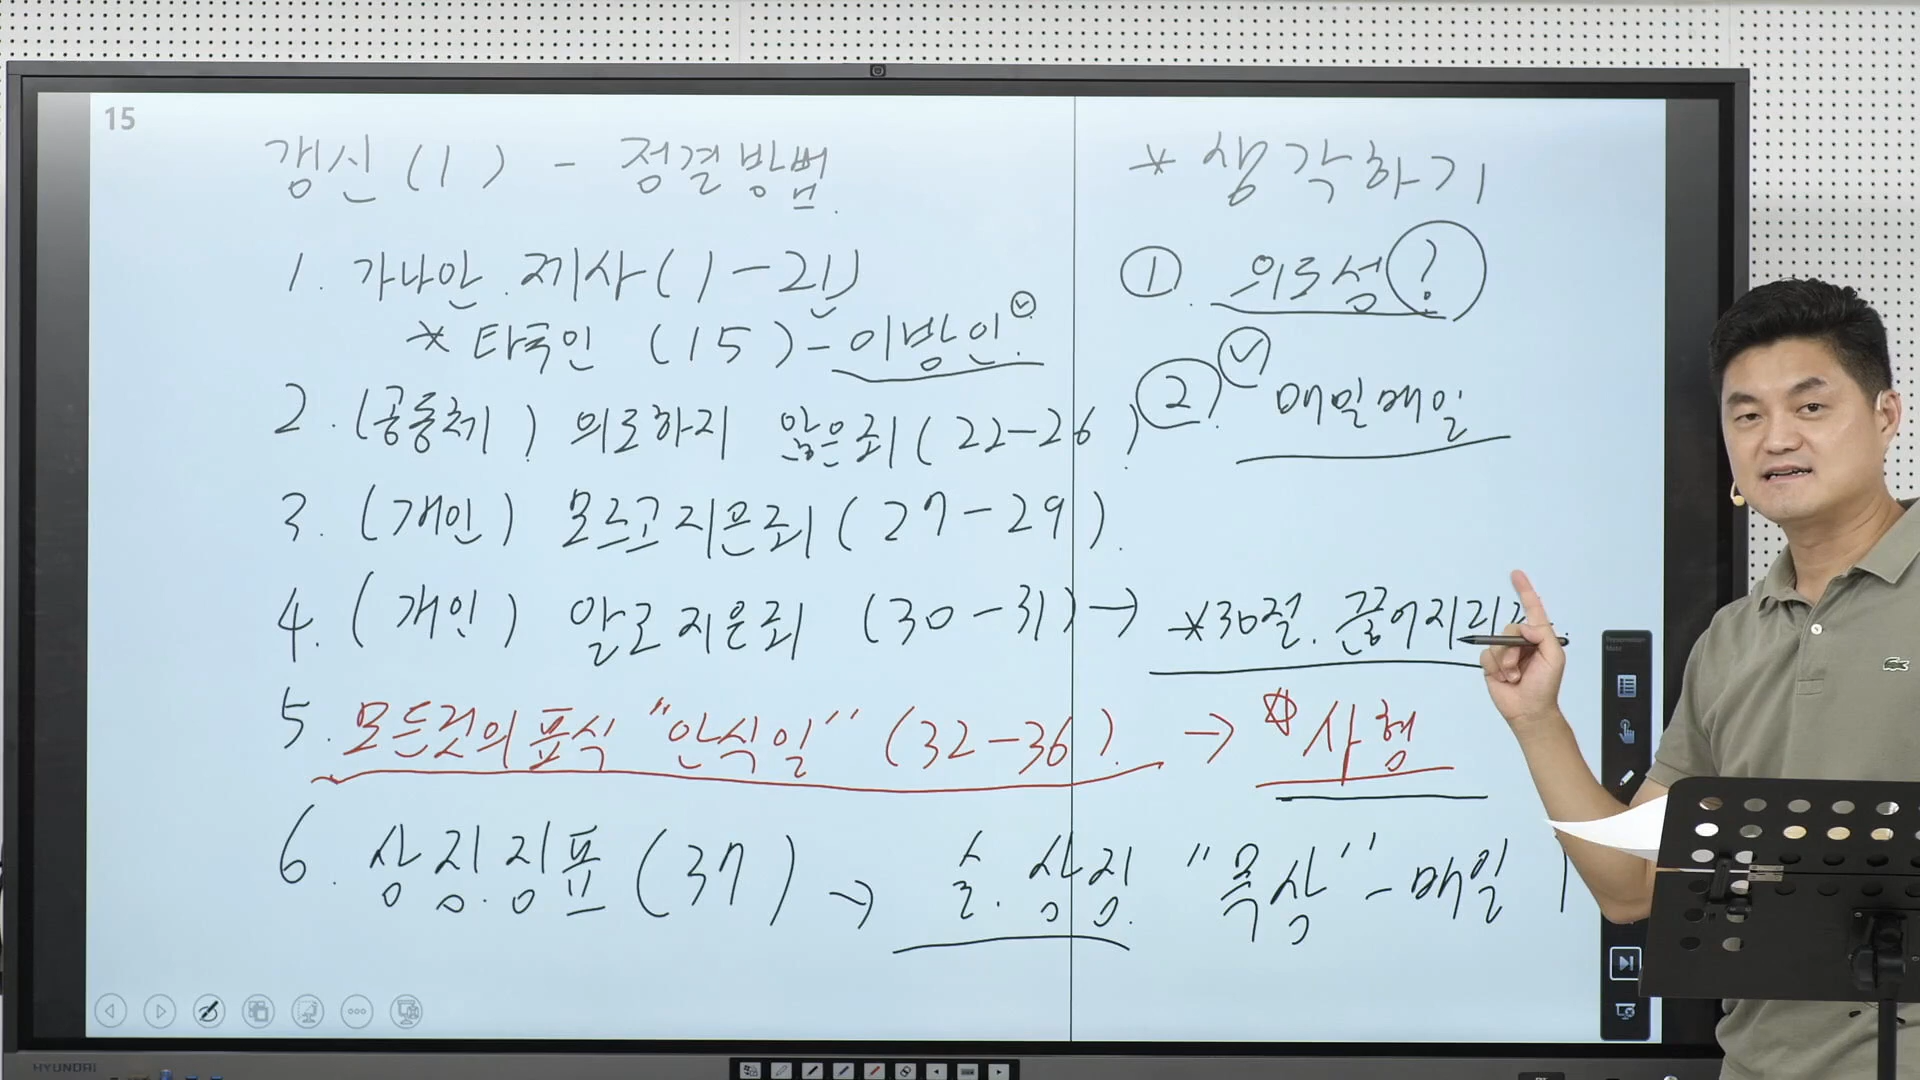 15
갱신(1) - 정결방법.
1. 가나안 제사(1-21)
* 타국인 (15) - 이방인.
2. (공동체) 의로하지 않은죄(22-26)
3. (개인) 모르고 지은죄(27-29).
4. (개인) 알고 지은죄 (30-31) → *30절. 끊어지리라.
5. 모든것의 표식 "안식일" (32-36). → 사형
6. 상징.징표(37) → 술.상징. "묵상" - 매일
* 생각하기
① 의도성?
②. 매일매일
HYUNDAI